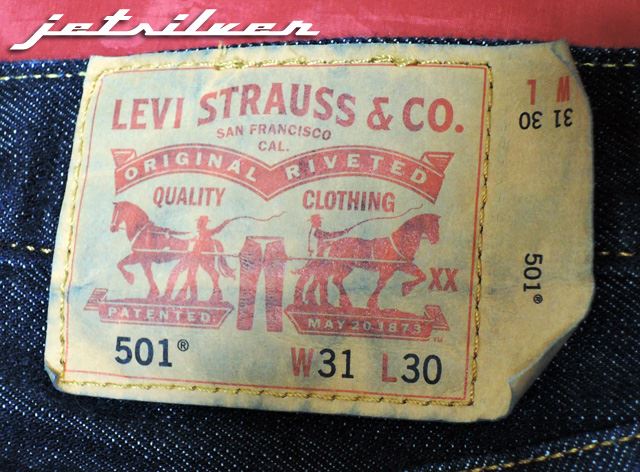 jetsilver
LEVI STRAUSS & CO.
SAN FRANCISCO
CAL.
ORIGINAL RIVETED
QUALITY CLOTHING
XX
PATENTED MAY 20 1873
™
501® W31 L30
W L
31 30
501®